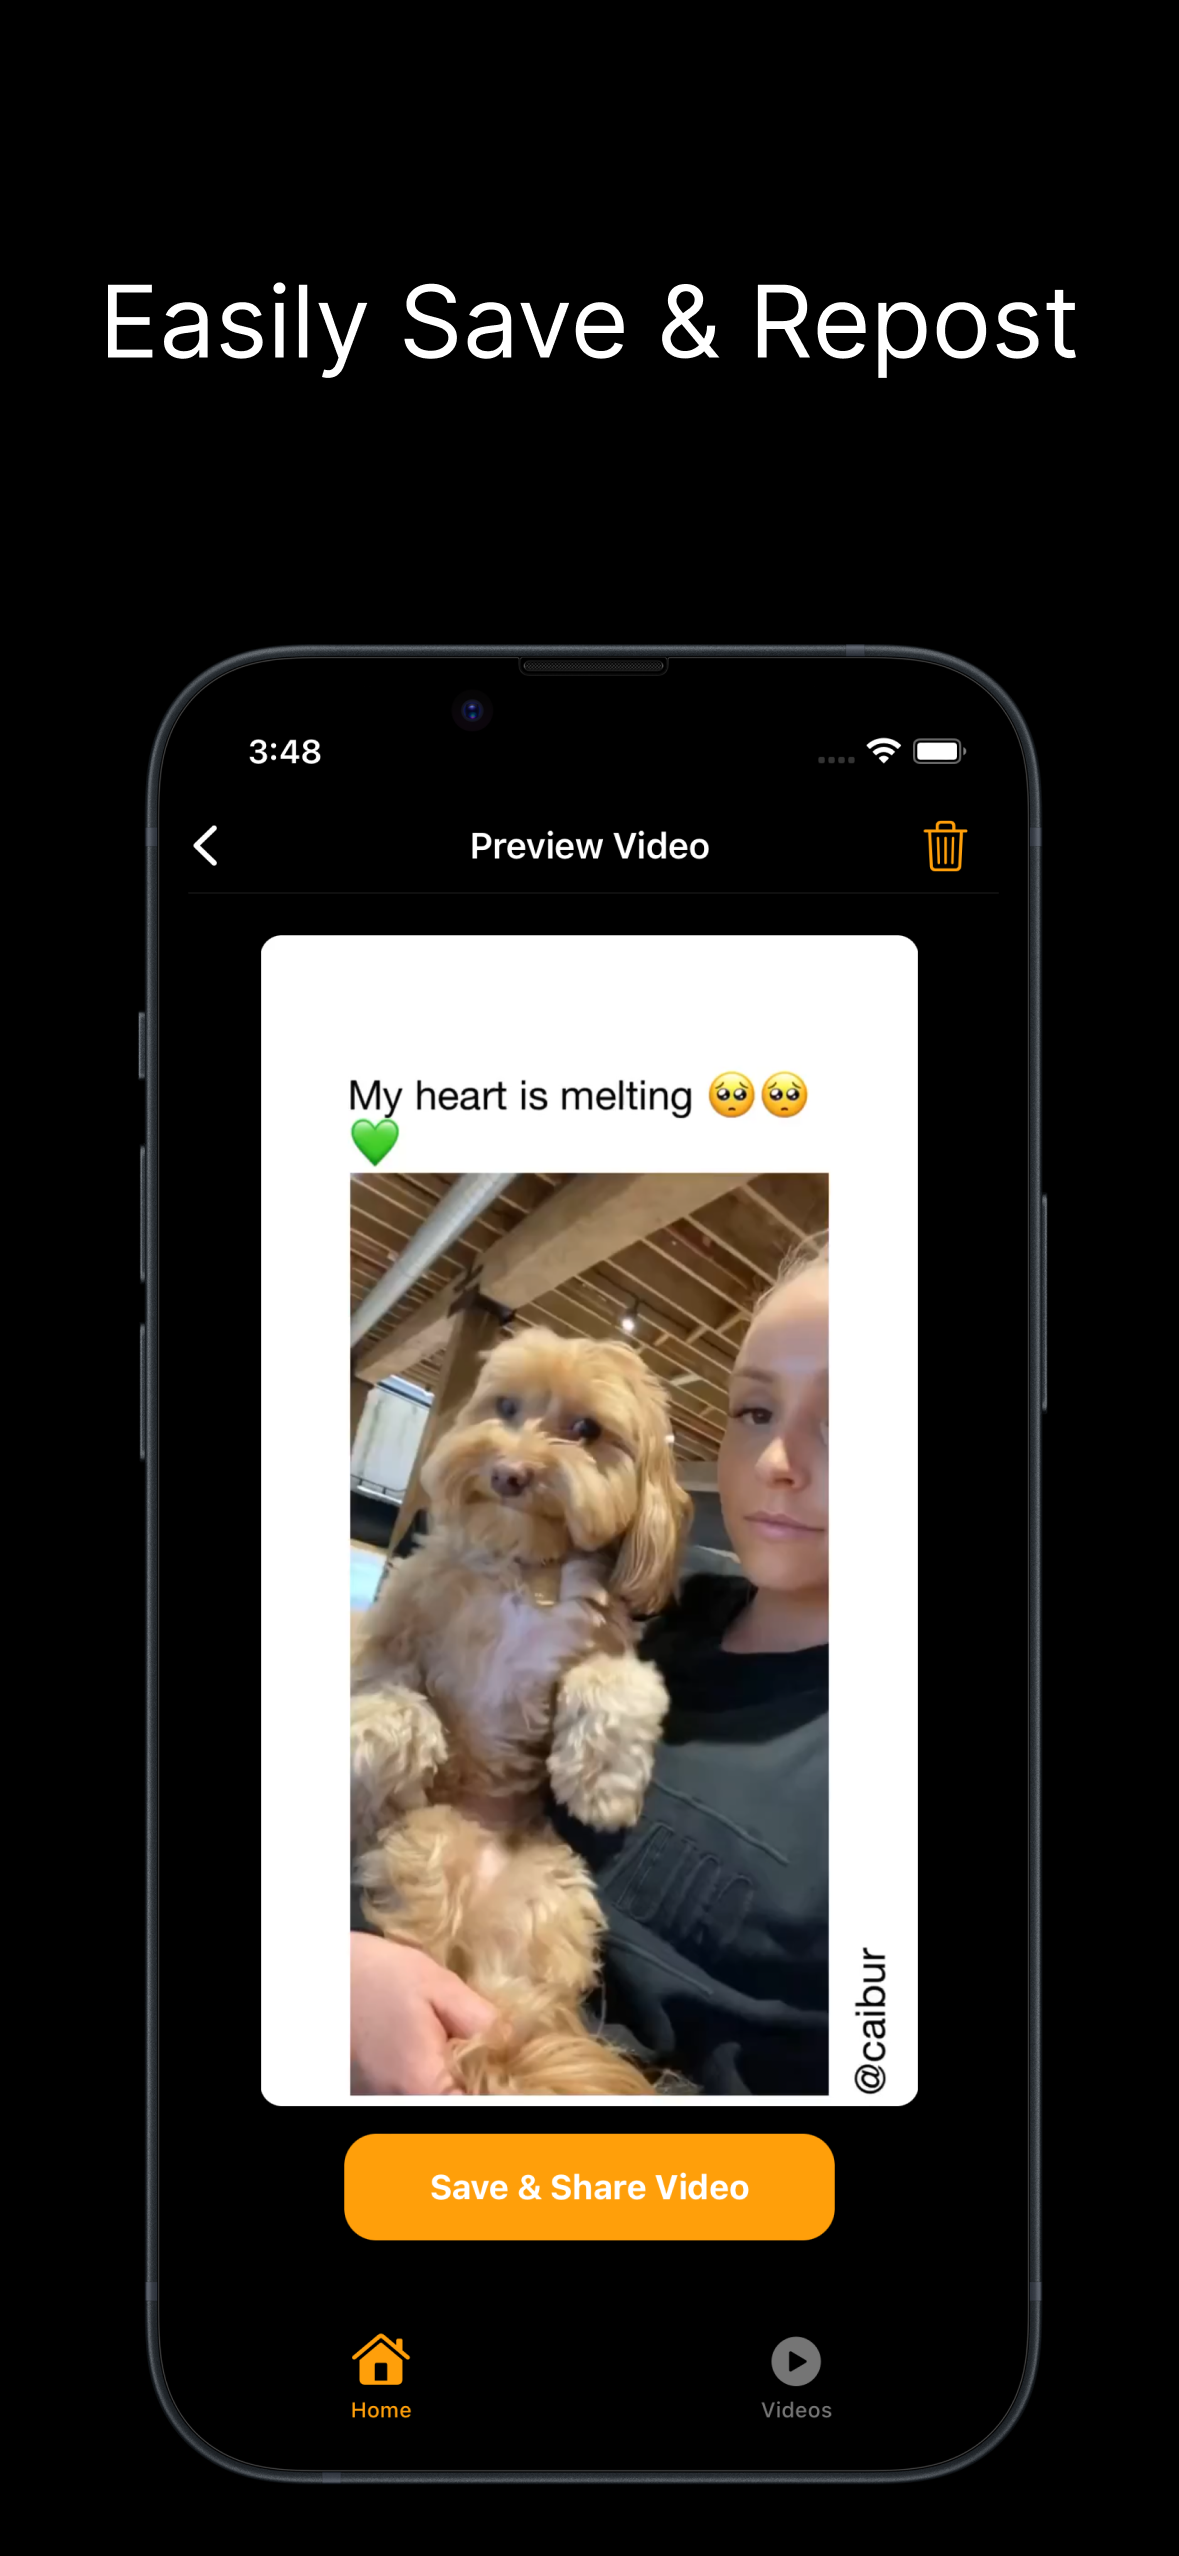 Easily Save & Repost
3:48
Preview Video
My heart is melting 🥺🥺
💚
@caibur
Save & Share Video
Home
Videos